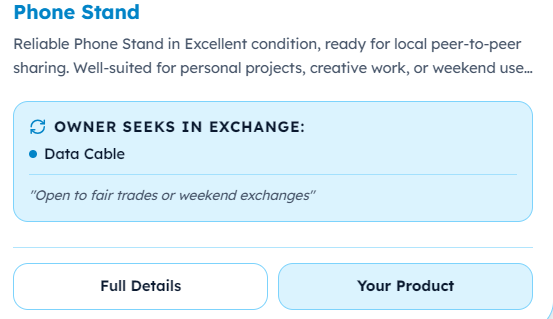 Phone Stand
Reliable Phone Stand in Excellent condition, ready for local peer-to-peer
sharing. Well-suited for personal projects, creative work, or weekend use...
OWNER SEEKS IN EXCHANGE:
Data Cable
"Open to fair trades or weekend exchanges"
Full Details
Your Product